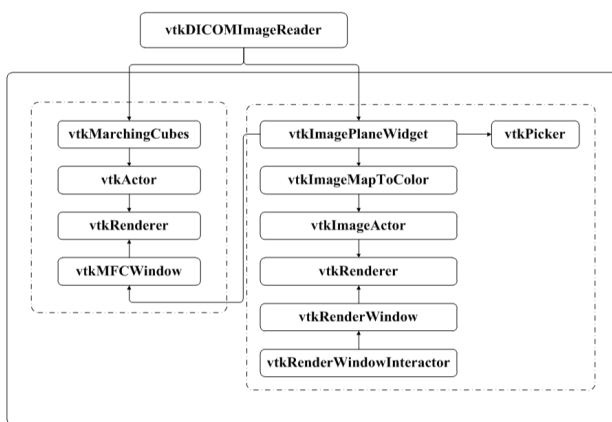 vtkDICOMImageReader
vtkMarchingCubes
vtkActor
vtkRenderer
vtkMFCWindow
vtkImagePlaneWidget
vtkPicker
vtkImageMapToColor
vtkImageActor
vtkRenderer
vtkRenderWindow
vtkRenderWindowInteractor